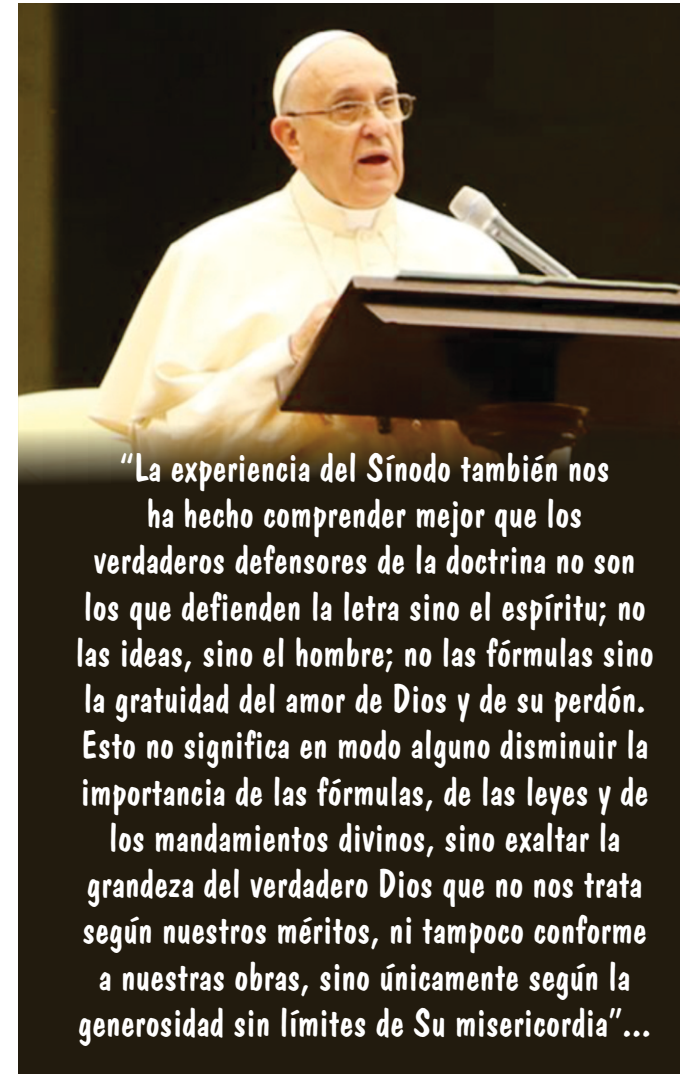 “La experiencia del Sínodo también nos
ha hecho comprender mejor que los
verdaderos defensores de la doctrina no son
los que defienden la letra sino el espíritu; no
las ideas, sino el hombre; no las fórmulas sino
la gratuidad del amor de Dios y de su perdón.
Esto no significa en modo alguno disminuir la
importancia de las fórmulas, de las leyes y de
los mandamientos divinos, sino exaltar la
grandeza del verdadero Dios que no nos trata
según nuestros méritos, ni tampoco conforme
a nuestras obras, sino únicamente según la
generosidad sin límites de Su misericordia”...